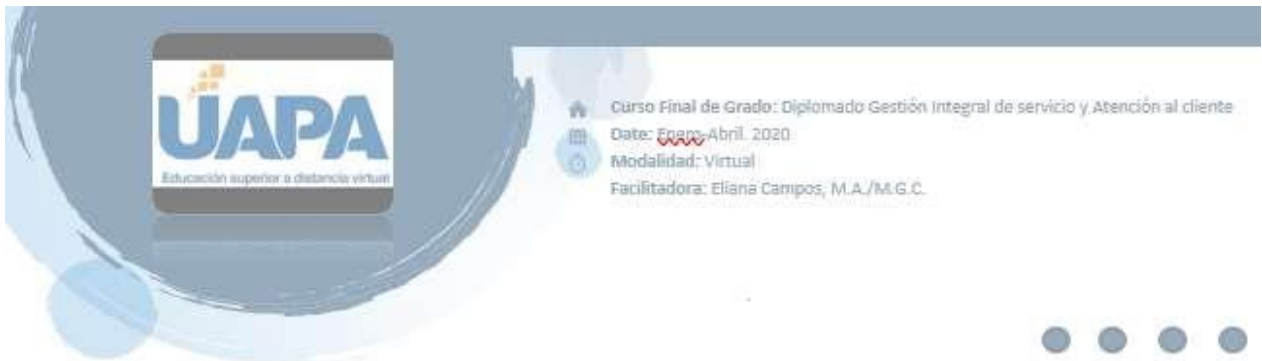 UAPA
Educación superior a distancia virtual
Curso Final de Grado: Diplomado Gestión Integral de servicio y Atención al cliente
Date: Enero-Abril. 2020
Modalidad: Virtual
Facilitadora: Eliana Campos, M.A./M.G.C.